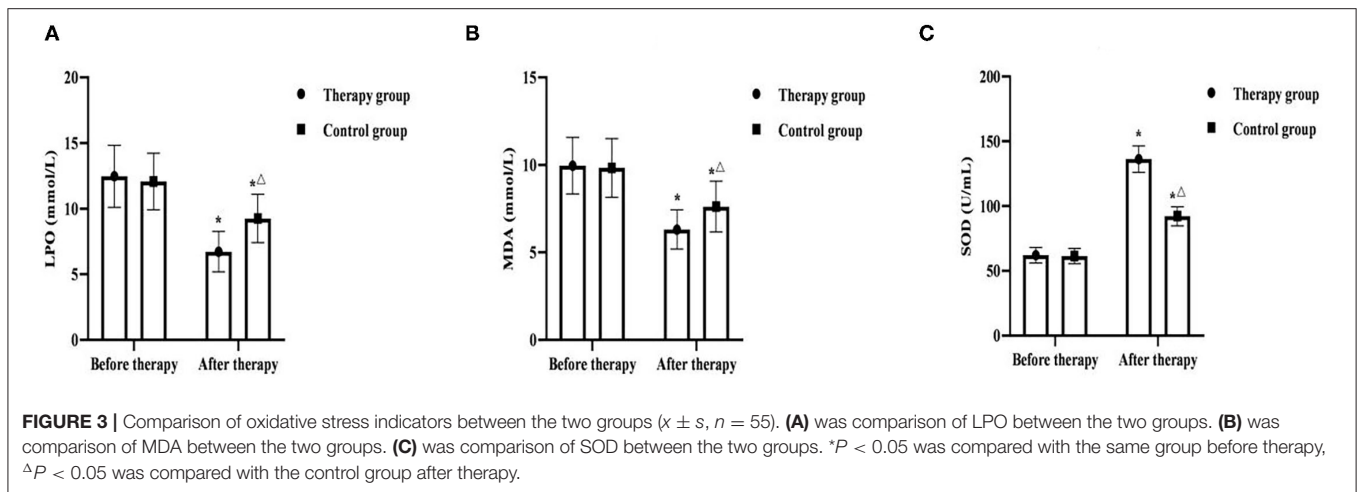 A
20
15
10
5
0
LPO (mmol/L)
Therapy group
Control group
*
*Δ
Before therapy After therapy
B
15
10
5
0
MDA (mmol/L)
Therapy group
Control group
*
*Δ
Before therapy After therapy
C
200
150
100
50
0
SOD (U/mL)
Therapy group
Control group
*
*Δ
Before therapy After therapy
FIGURE 3 | Comparison of oxidative stress indicators between the two groups (x ± s, n = 55). (A) was comparison of LPO between the two groups. (B) was
comparison of MDA between the two groups. (C) was comparison of SOD between the two groups. *P < 0.05 was compared with the same group before therapy,
ΔP < 0.05 was compared with the control group after therapy.